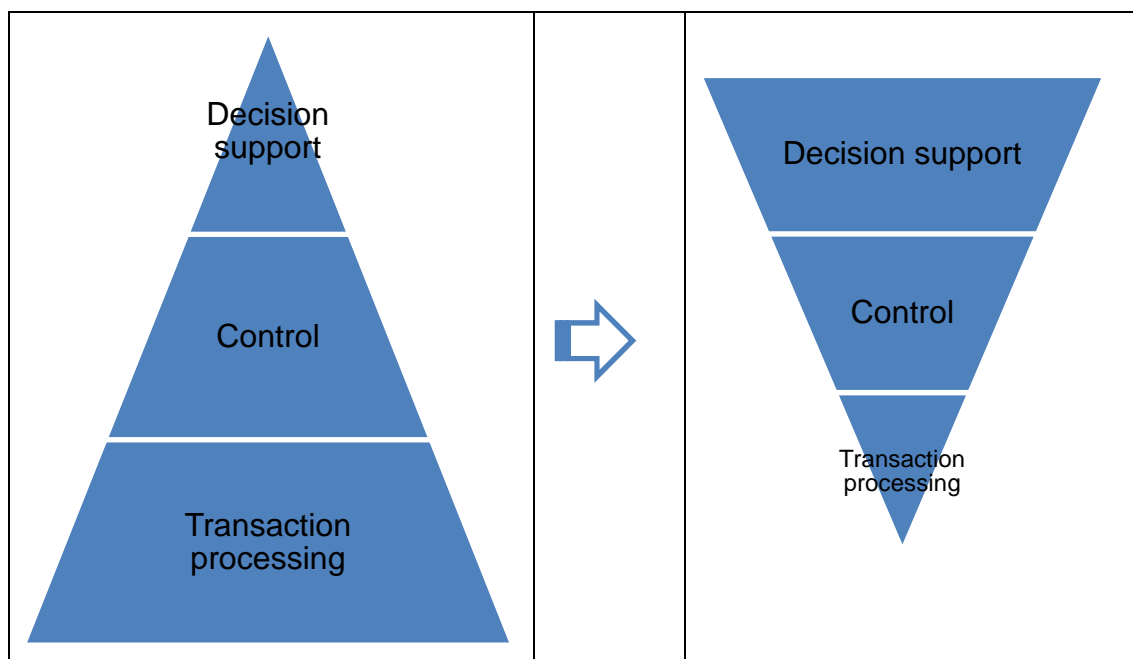 Decision
support
Control
Transaction
processing
Decision support
Control
Transaction
processing